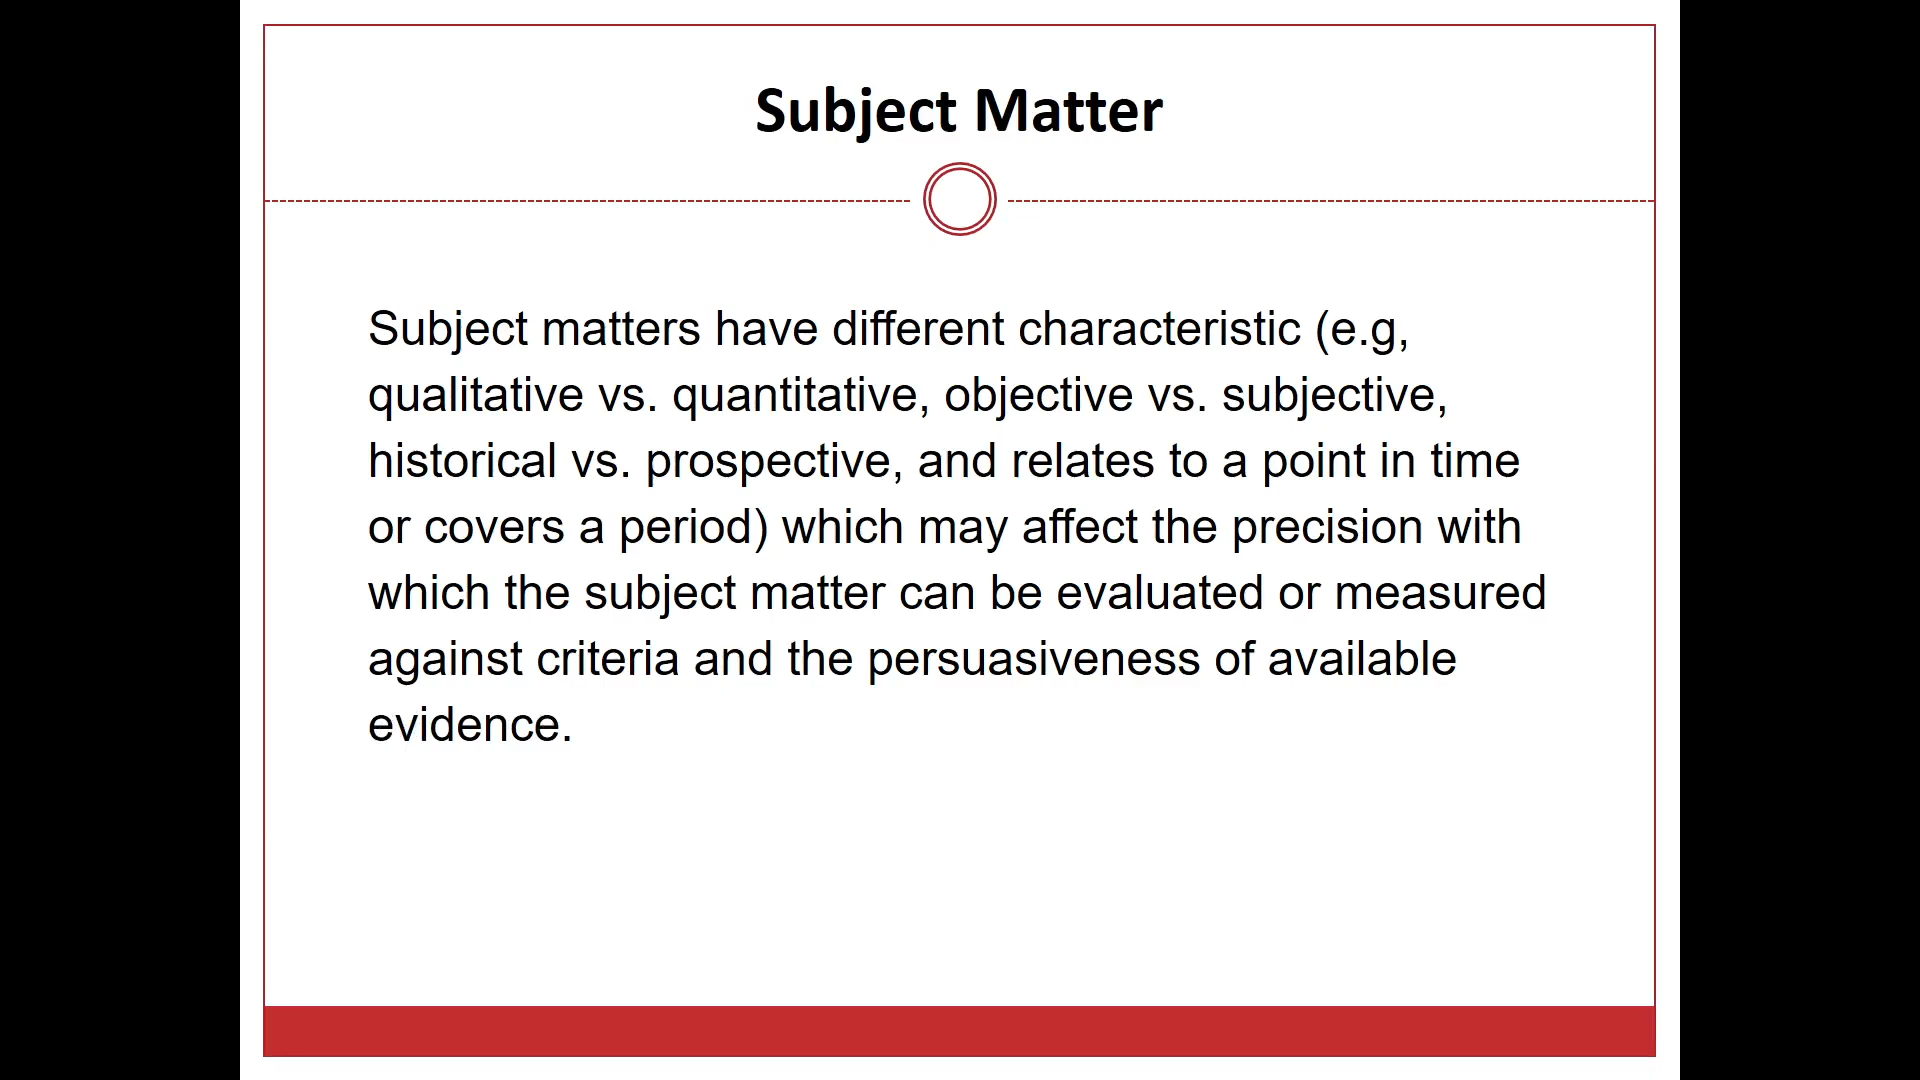 Subject Matter
Subject matters have different characteristic (e.g,
qualitative vs. quantitative, objective vs. subjective,
historical vs. prospective, and relates to a point in time
or covers a period) which may affect the precision with
which the subject matter can be evaluated or measured
against criteria and the persuasiveness of available
evidence.